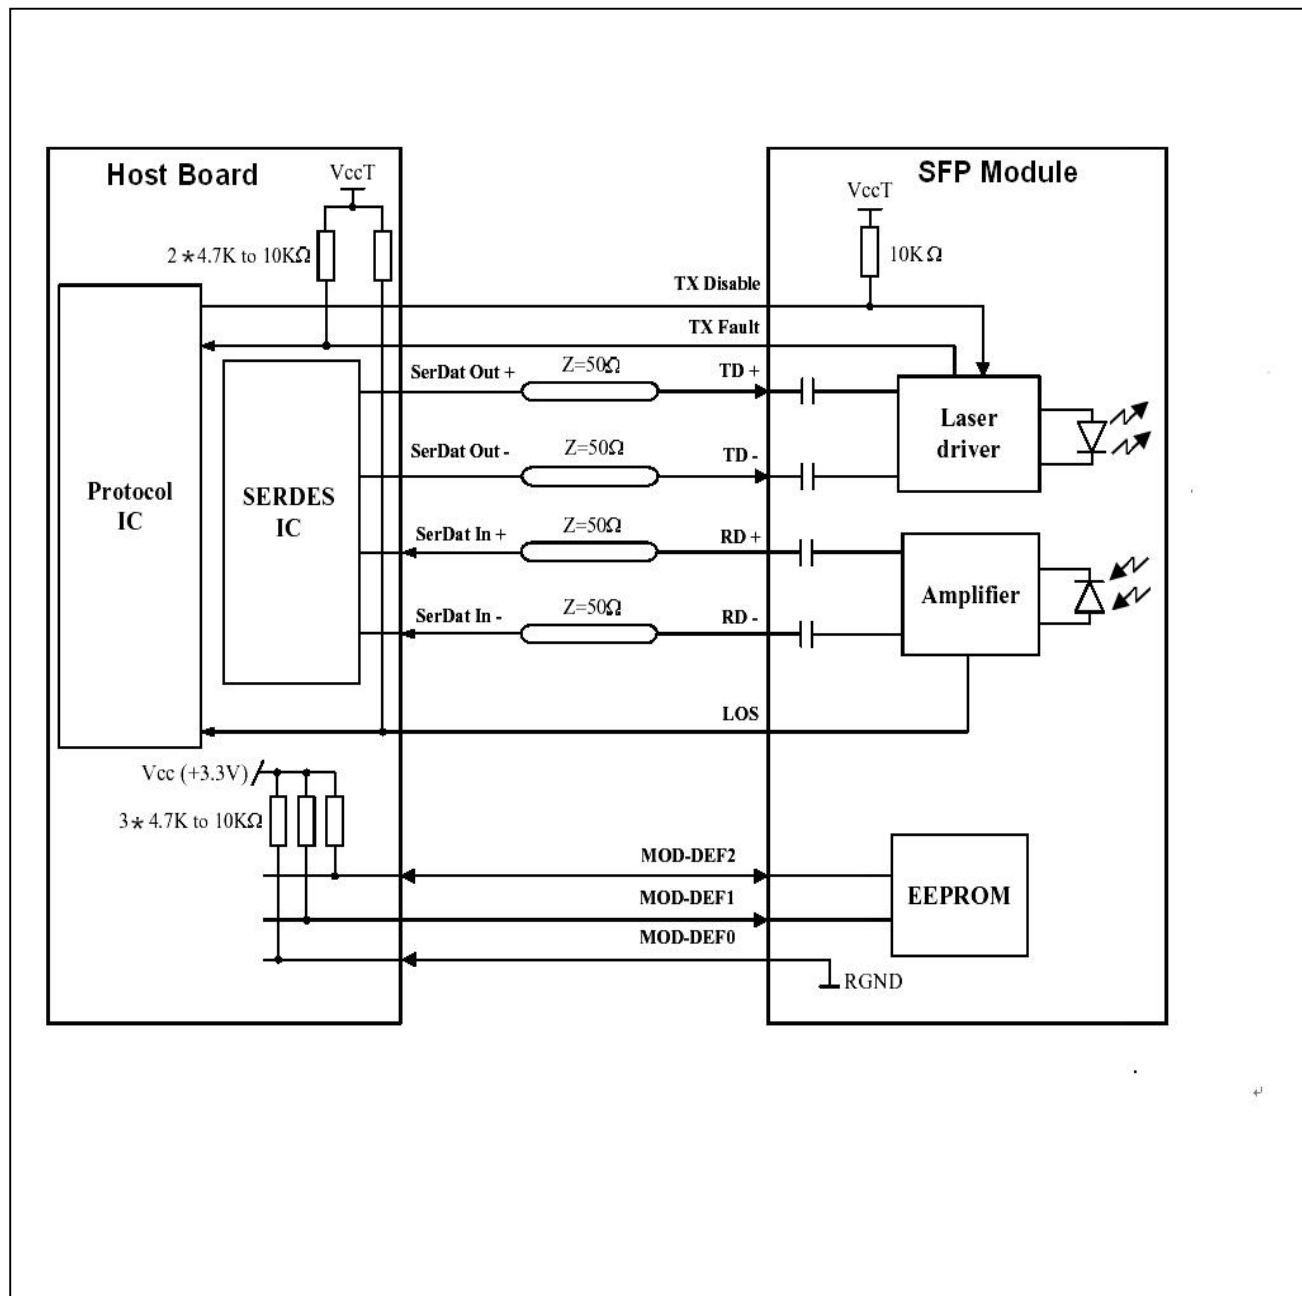 Host Board
VccT
2*4.7K to 10KΩ
SFP Module
VccT
10KΩ
TX Disable
TX Fault
SerDat Out +
Z=50Ω
TD +
SerDat Out -
Z=50Ω
TD -
SerDat In +
Z=50Ω
RD +
SerDat In -
Z=50Ω
RD -
Protocol
IC
SERDES
IC
Laser
driver
Amplifier
LOS
Vcc (+3.3V)
3* 4.7K to 10KΩ
MOD-DEF2
MOD-DEF1
MOD-DEF0
EEPROM
RGND